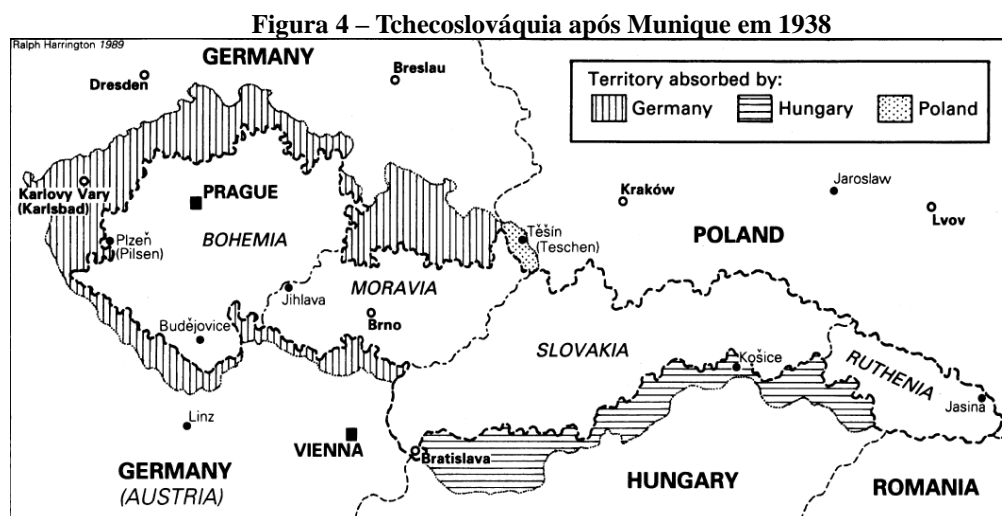 Figura 4 – Tchecoslováquia após Munique em 1938
Ralph Harrington 1989
GERMANY
Dresden
Breslau
Territory absorbed by:
Germany
Hungary
Poland
Karlovy Vary
(Karlsbad)
PRAGUE
Kraków
Jaroslaw
Lvov
Plzeň
(Pilsen)
BOHEMIA
Těšín
(Teschen)
POLAND
Jihlava
MORAVIA
Brno
Budějovice
SLOVAKIA
Košice
RUTHENIA
Jasina
Linz
VIENNA
Bratislava
GERMANY
(AUSTRIA)
HUNGARY
ROMANIA